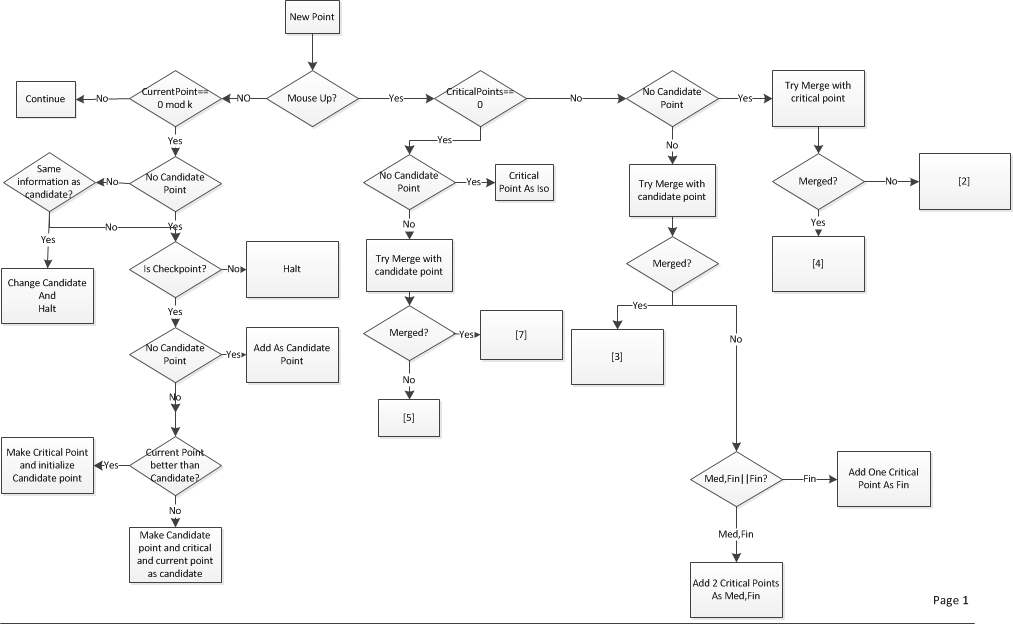 New Point
Continue
No
CurrentPoint==
0 mod k
NO
Mouse Up?
Yes
CriticalPoints==
0
No
No Candidate
Point
Yes
Try Merge with
critical point
Yes
Same
information as
candidate?
No
No Candidate
Point
Yes
No
Yes
Change Candidate
And
Halt
Is Checkpoint?
No
Halt
Yes
No Candidate
Point
Yes
Add As Candidate
Point
No
Current Point
better than
Candidate?
Yes
Make Critical Point
and initialize
Candidate point
No
Make Candidate
point and critical
and current point
as candidate
Yes
No Candidate
Point
Yes
Critical
Point As Iso
No
Try Merge with
candidate point
Merged?
Yes
[7]
No
[5]
No
Try Merge with
candidate point
Merged?
Yes
[3]
No
Med,Fin||Fin?
Fin
Add One Critical
Point As Fin
Med,Fin
Add 2 Critical Points
As Med,Fin
Merged?
No
[2]
Yes
[4]
Page 1